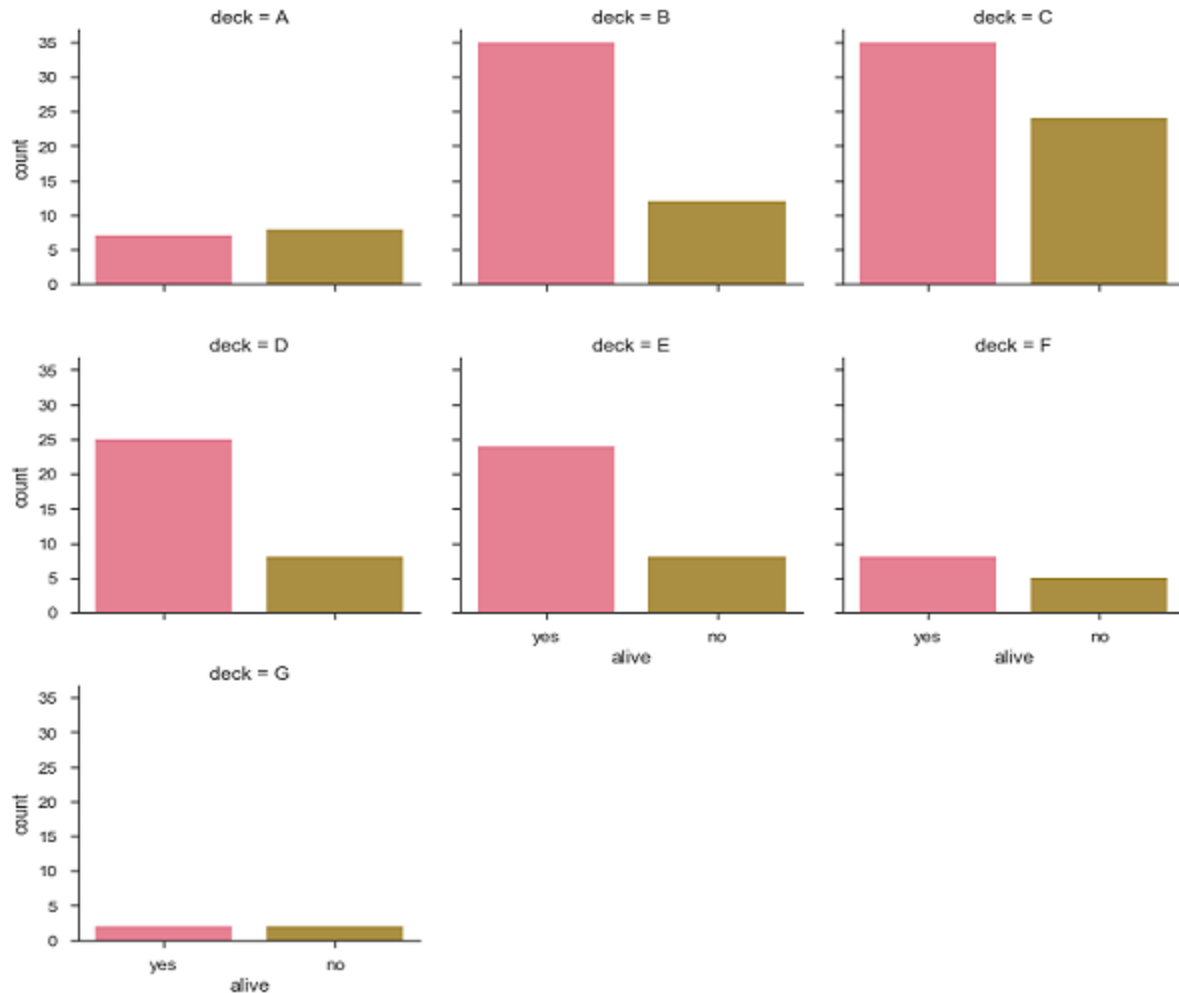 deck = A
deck = B
deck = C
35
30
25
20
15
10
5
0
count
deck = D
deck = E
deck = F
35
30
25
20
15
10
5
0
count
yes
no
alive
yes
no
alive
deck = G
35
30
25
20
15
10
5
0
count
yes
no
alive